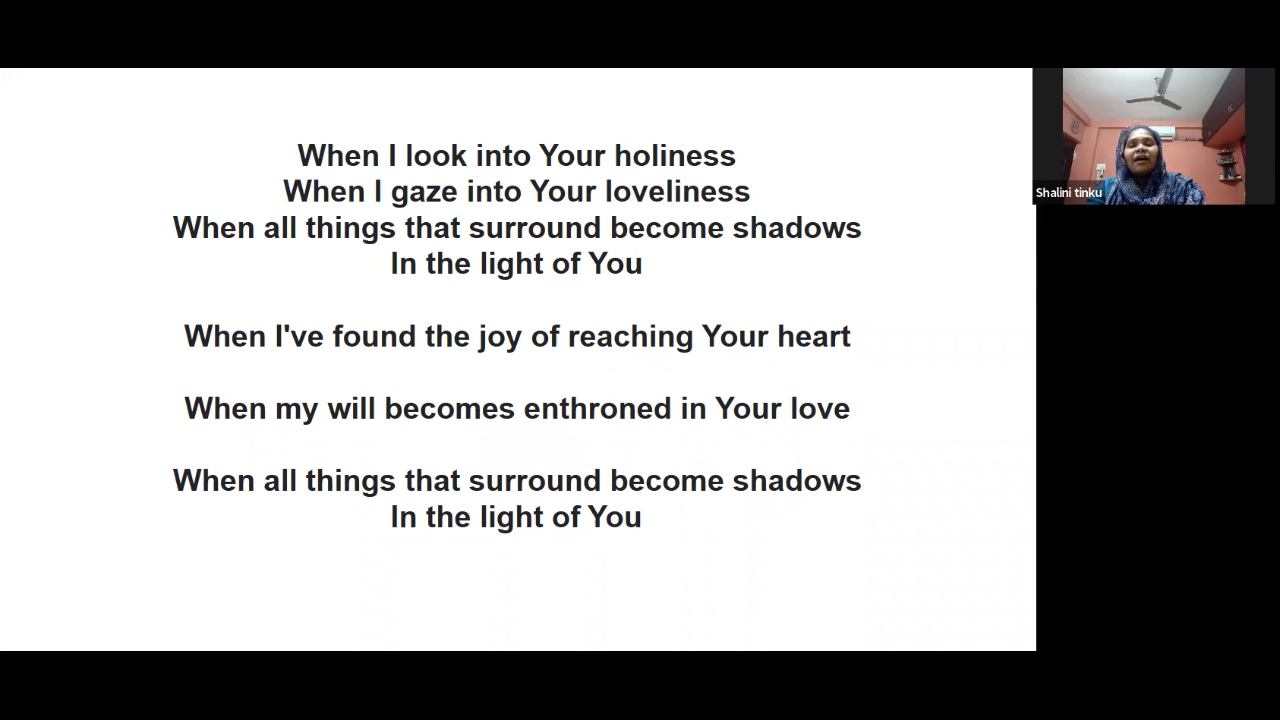 When I look into Your holiness
When I gaze into Your loveliness
When all things that surround become shadows
In the light of You
When I've found the joy of reaching Your heart
When my will becomes enthroned in Your love
When all things that surround become shadows
In the light of You
Shalini tinku